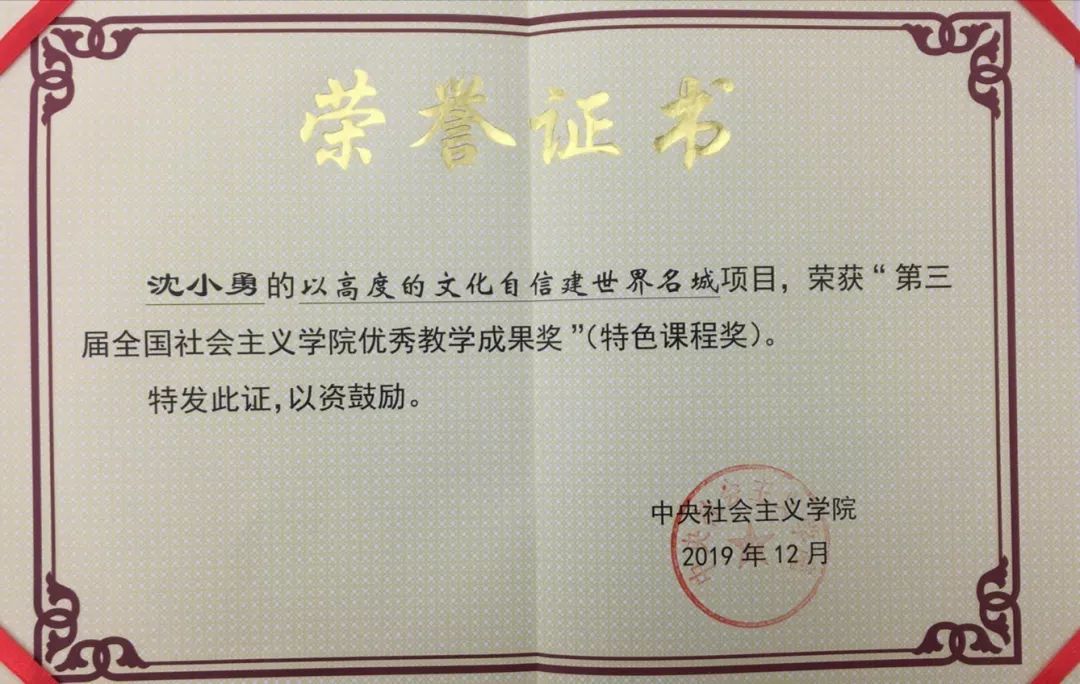 荣誉证书
沈小勇的以高度的文化自信建世界名城项目，荣获“第三
届全国社会主义学院优秀教学成果奖”（特色课程奖）。
特发此证，以资鼓励。
中央社会主义学院
2019年12月